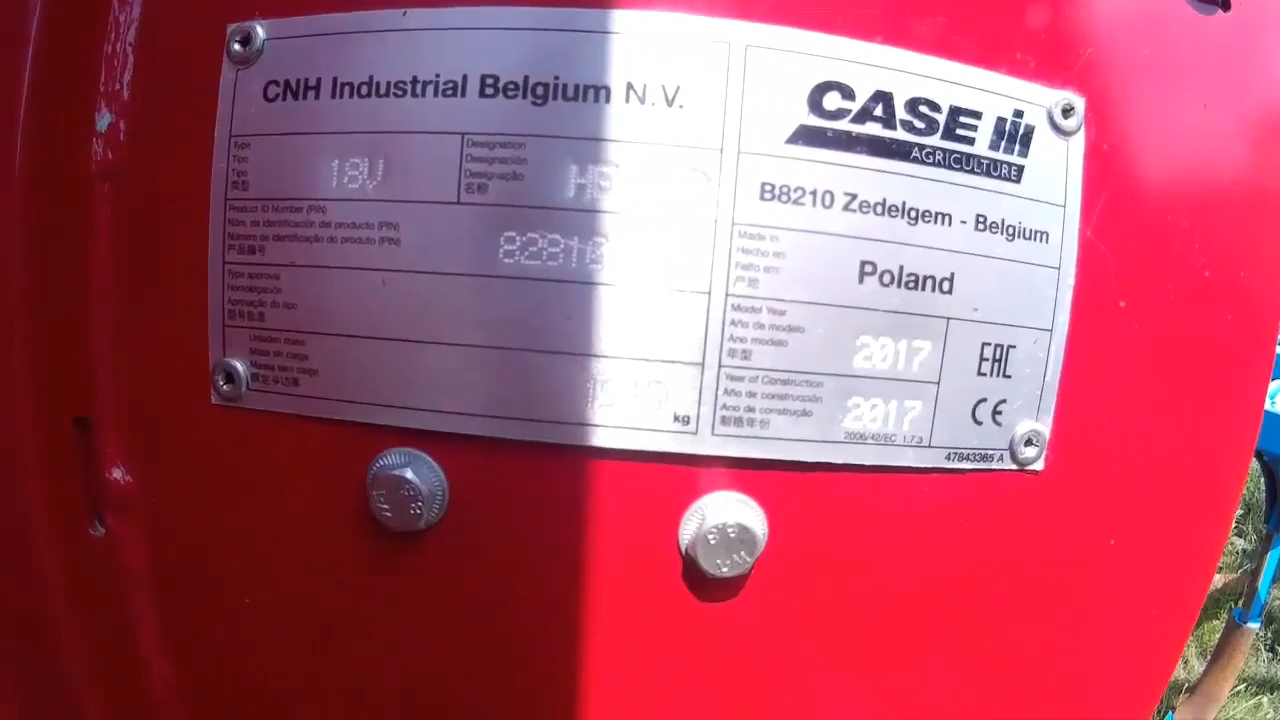 CNH Industrial Belgium N.V.
Type
Tipo
Tipo
类型
18V
Designation
Designación
Designação
名称
Product ID Number (PIN)
Núm. de identificación del producto (PIN)
Número de identificação do produto (PIN)
产品编号
Type approval
Homologación
Aprovação do tipo
型号批准
Unladen mass
Masa sin carga
Massa sem carga
kg
CASE IH
AGRICULTURE
B8210 Zedelgem - Belgium
Made in
Hecho en
Feito em
产地
Poland
Model Year
Año de modelo
Ano modelo
年型
2017
Year of Construction
Año de construcción
Ano de construção
制造年份
2017
2006/42/EC 1.7.3
EAC
CE
47843365 A
8.8
8.8